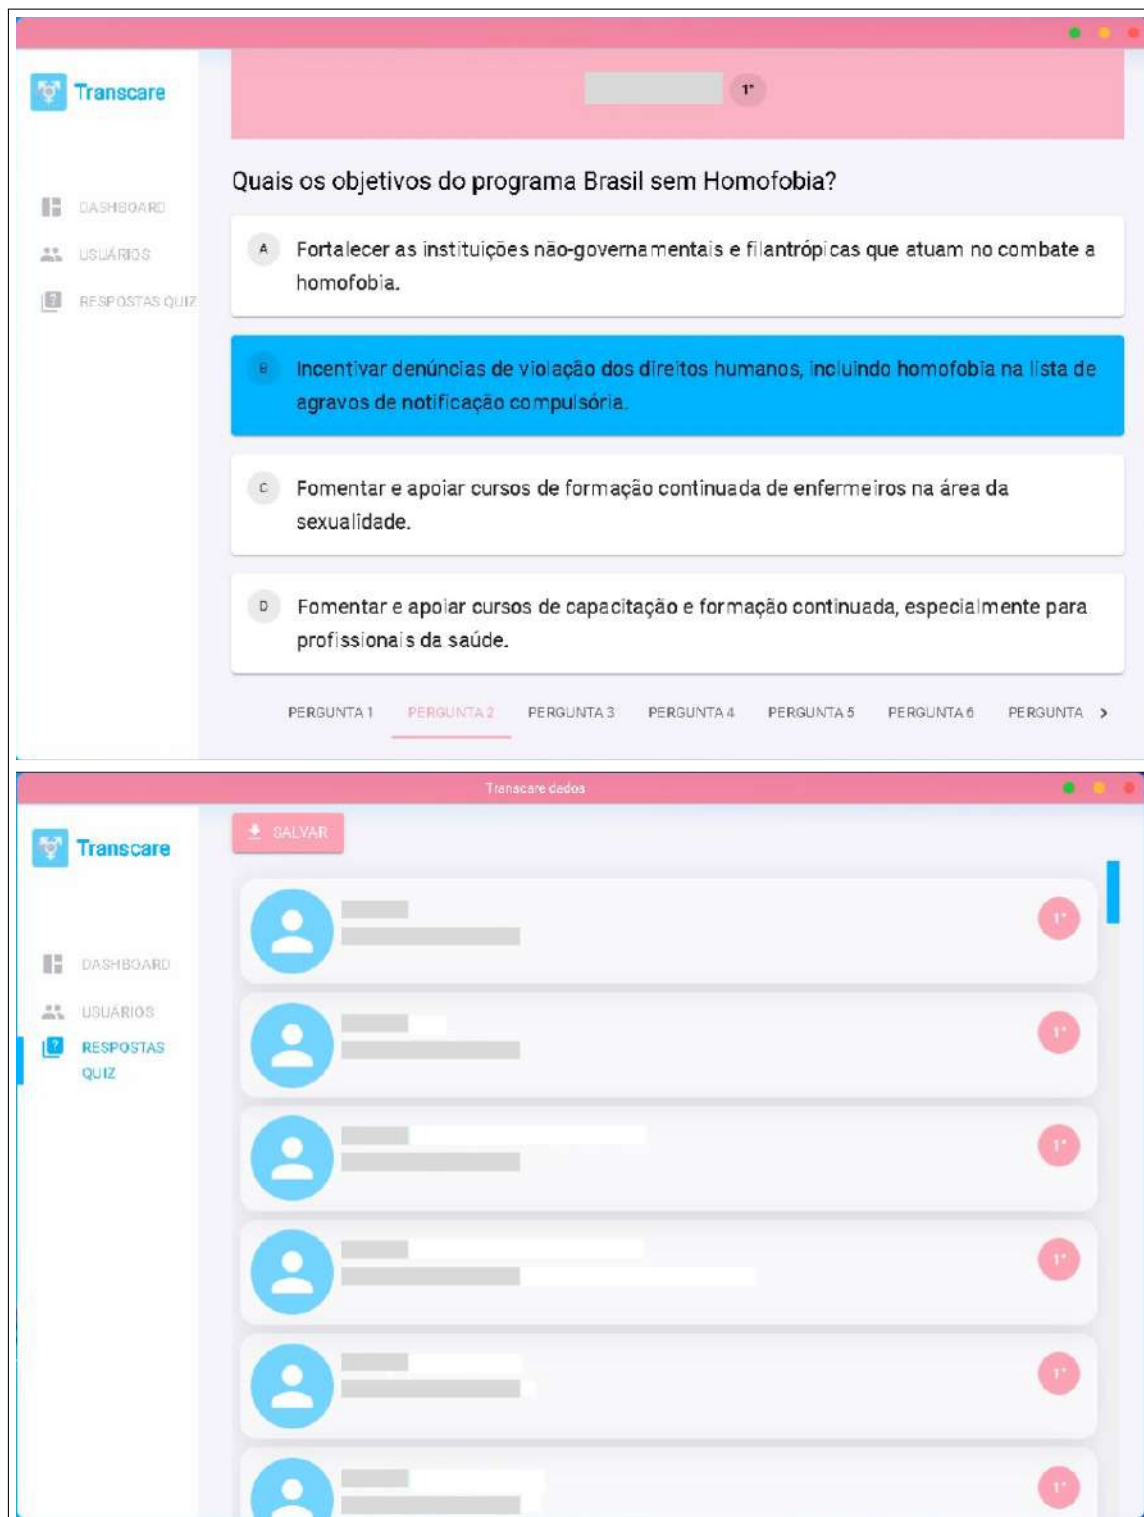 Transcare
1°
Quais os objetivos do programa Brasil sem Homofobia?
DASHBOARD
USUÁRIOS
RESPOSTAS QUIZ
A
Fortalecer as instituições não-governamentais e filantrópicas que atuam no combate a
homofobia.
B
Incentivar denúncias de violação dos direitos humanos, incluindo homofobia na lista de
agravos de notificação compulsória.
C
Fomentar e apoiar cursos de formação continuada de enfermeiros na área da
sexualidade.
D
Fomentar e apoiar cursos de capacitação e formação continuada, especialmente para
profissionais da saúde.
PERGUNTA 1 PERGUNTA 2 PERGUNTA 3 PERGUNTA 4 PERGUNTA 5 PERGUNTA 6 PERGUNTA >
Transcare dados
Transcare
SALVAR
DASHBOARD
USUÁRIOS
RESPOSTAS
QUIZ
1°
1°
1°
1°
1°
1°